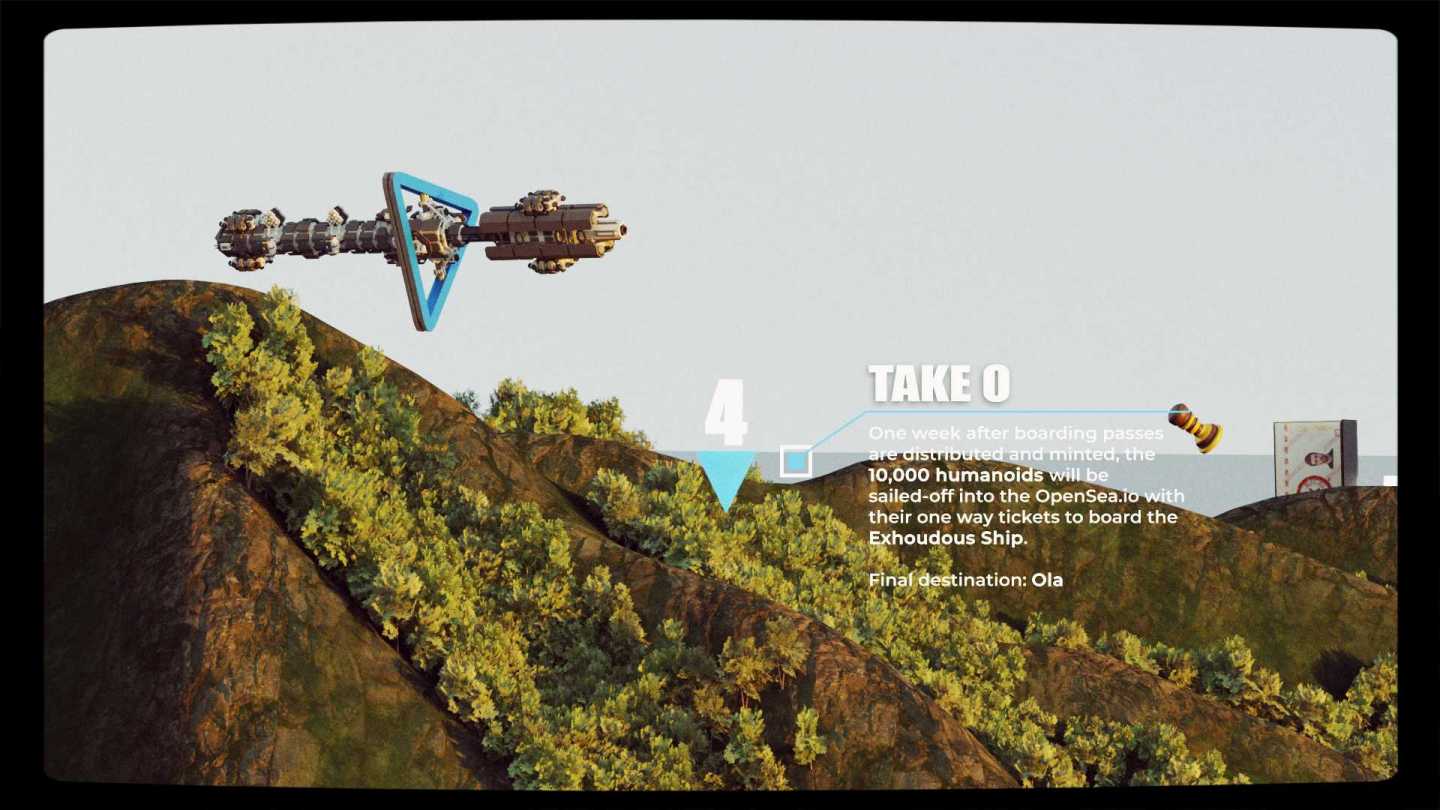 4
TAKE 0
One week after boarding passes
are distributed and minted, the
10,000 humanoids will be
sailed-off into the OpenSea.io with
their one way tickets to board the
Exhoudous Ship.
Final destination: Ola